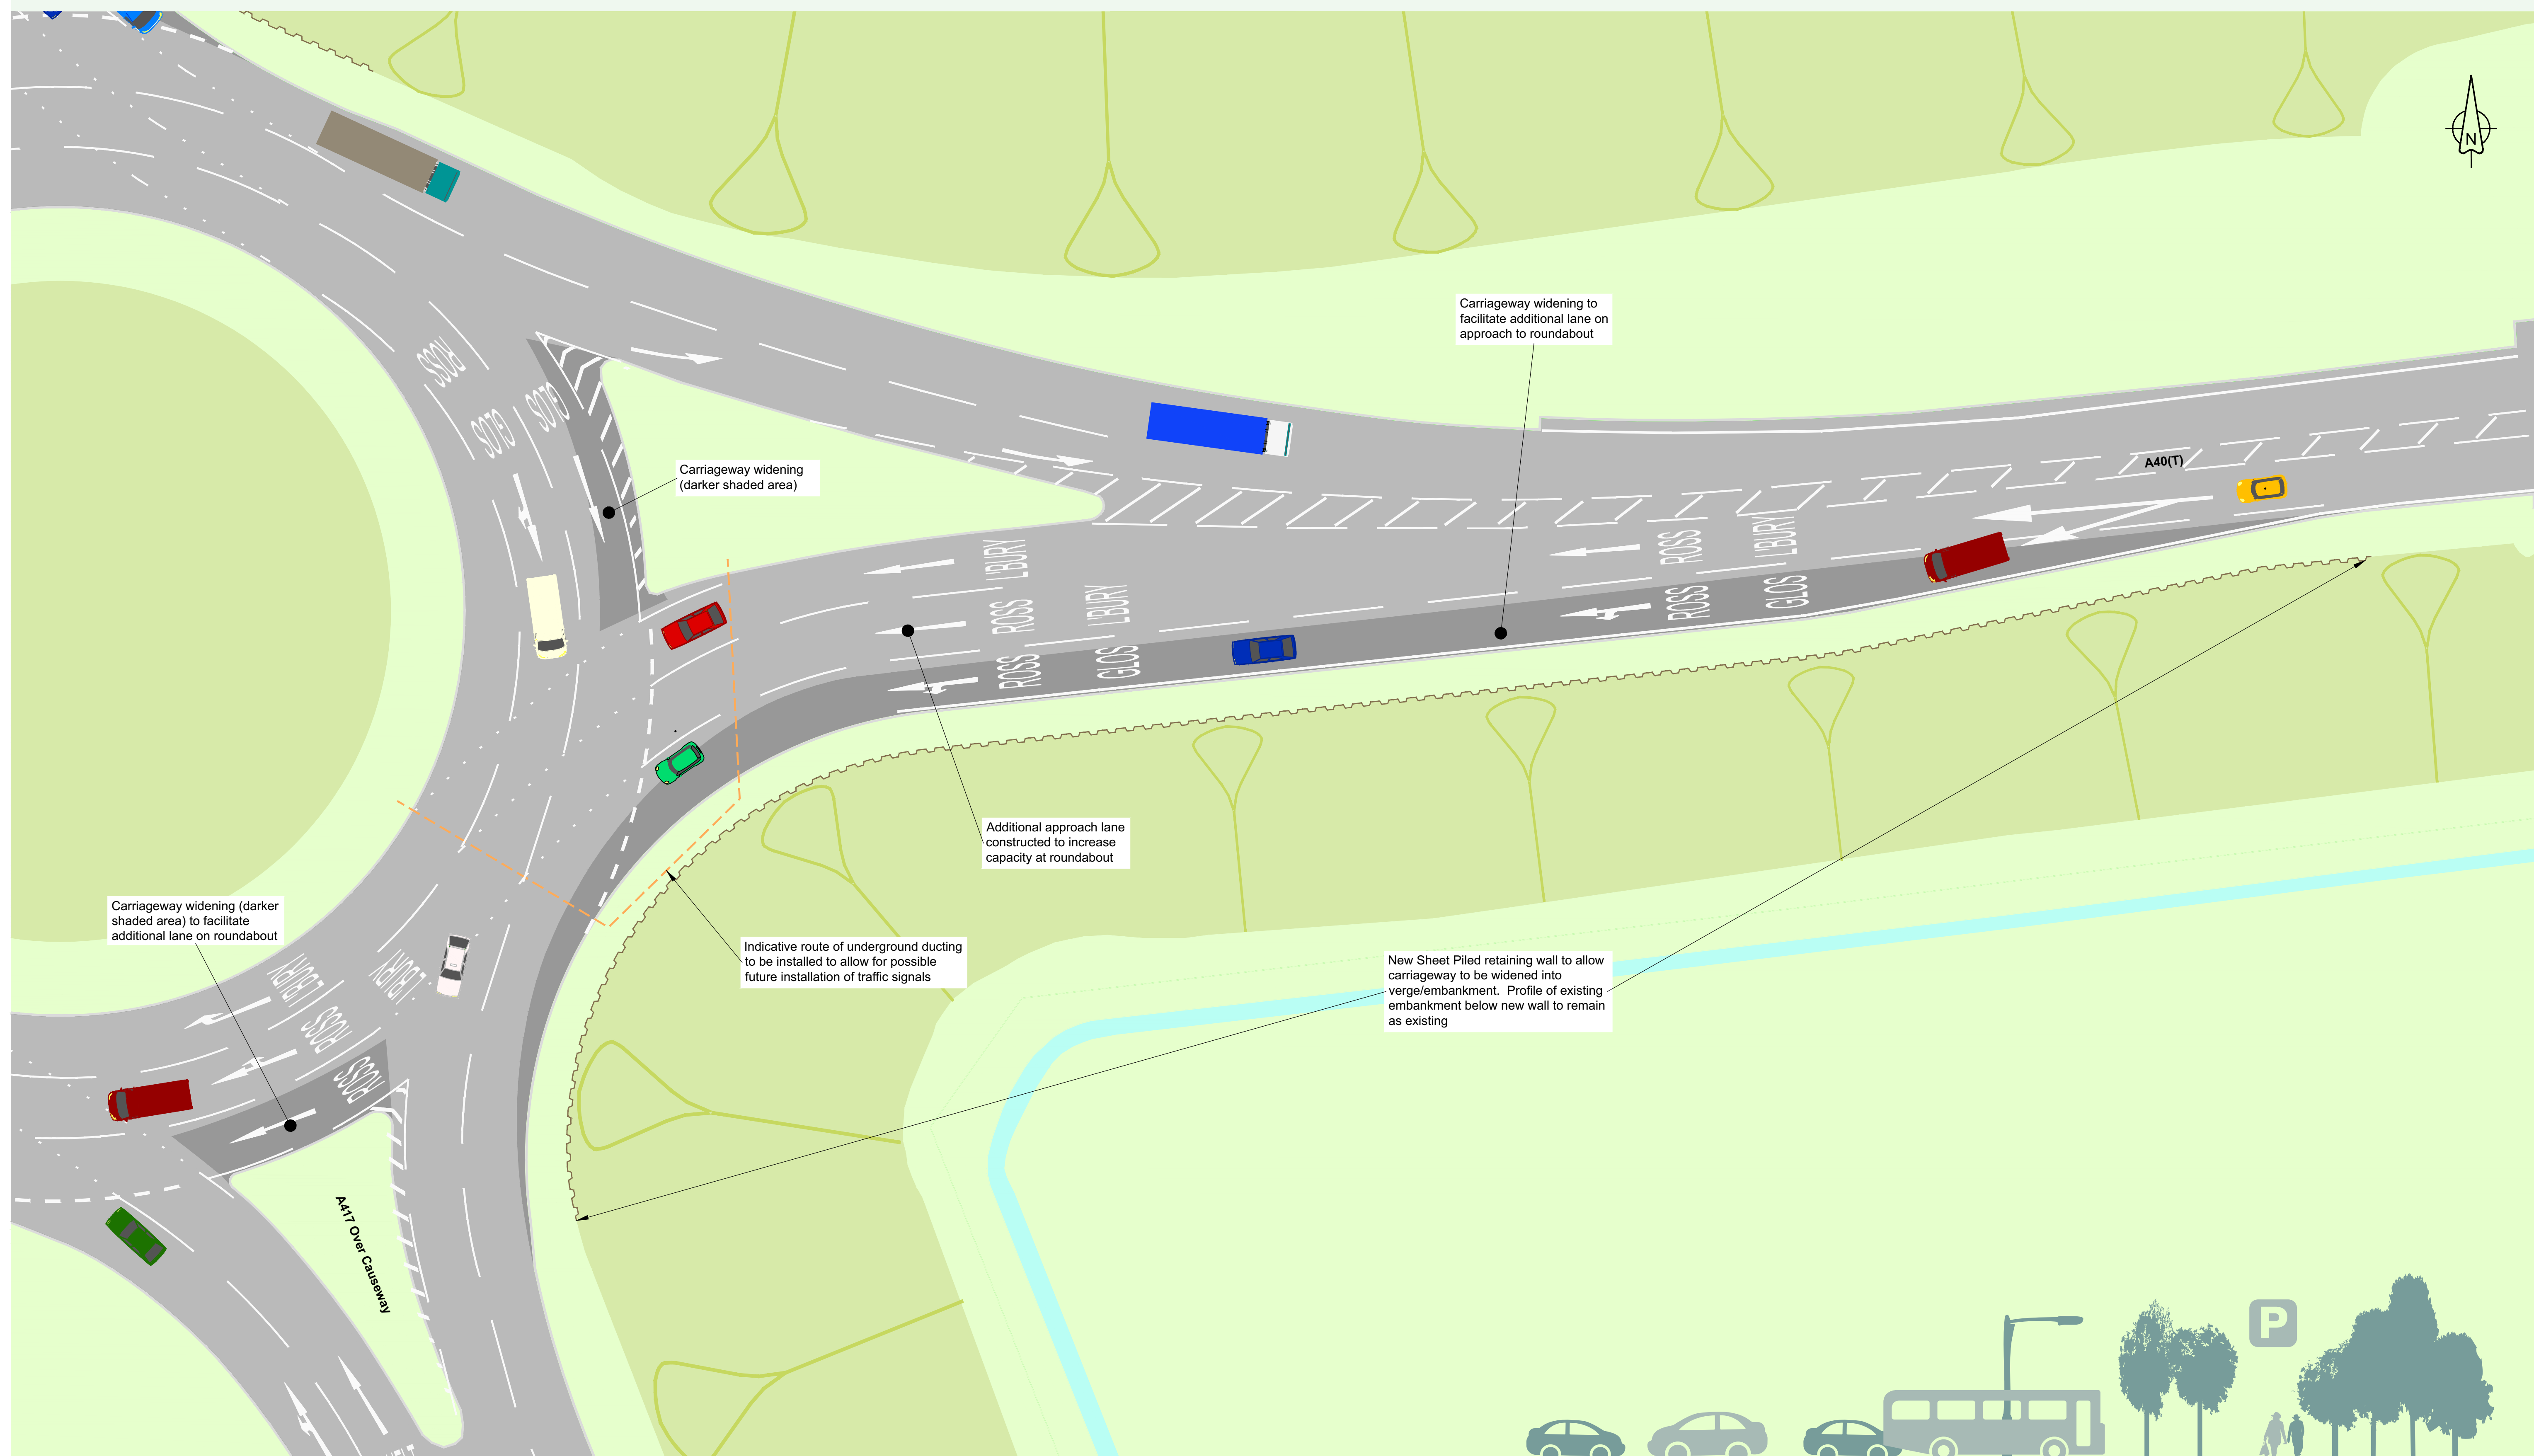 N
Carriageway widening to
facilitate additional lane on
approach to roundabout
ROSS
GLOS
GLOS
Carriageway widening
(darker shaded area)
A40(T)
L'BURY
ROSS
L'BURY
ROSS
GLOS
L'BURY
ROSS
L'BURY
ROSS
GLOS
Additional approach lane
constructed to increase
capacity at roundabout
Carriageway widening (darker
shaded area) to facilitate
additional lane on roundabout
Indicative route of underground ducting
to be installed to allow for possible
future installation of traffic signals
New Sheet Piled retaining wall to allow
carriageway to be widened into
verge/embankment.  Profile of existing
embankment below new wall to remain
as existing
L'BURY
L'BURY
ROSS
ROSS
A417 Over Causeway
P